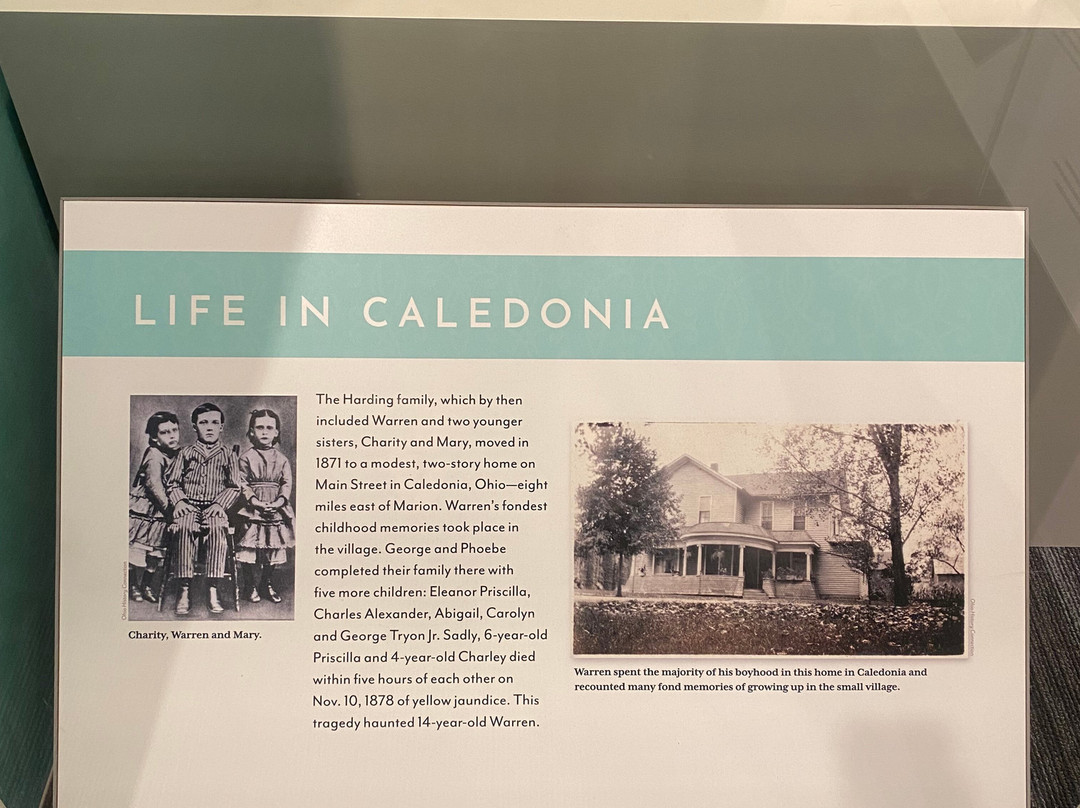 LIFE IN CALEDONIA
The Harding family, which by then
included Warren and two younger
sisters, Charity and Mary, moved in
1871 to a modest, two-story home on
Main Street in Caledonia, Ohio—eight
miles east of Marion. Warren's fondest
childhood memories took place in
the village. George and Phoebe
completed their family there with
five more children: Eleanor Priscilla,
Charles Alexander, Abigail, Carolyn
and George Tryon Jr. Sadly, 6-year-old
Priscilla and 4-year-old Charley died
within five hours of each other on
Nov. 10, 1878 of yellow jaundice. This
tragedy haunted 14-year-old Warren.
Charity, Warren and Mary.
Ohio History Connection
Warren spent the majority of his boyhood in this home in Caledonia and
recounted many fond memories of growing up in the small village.
Ohio History Connection